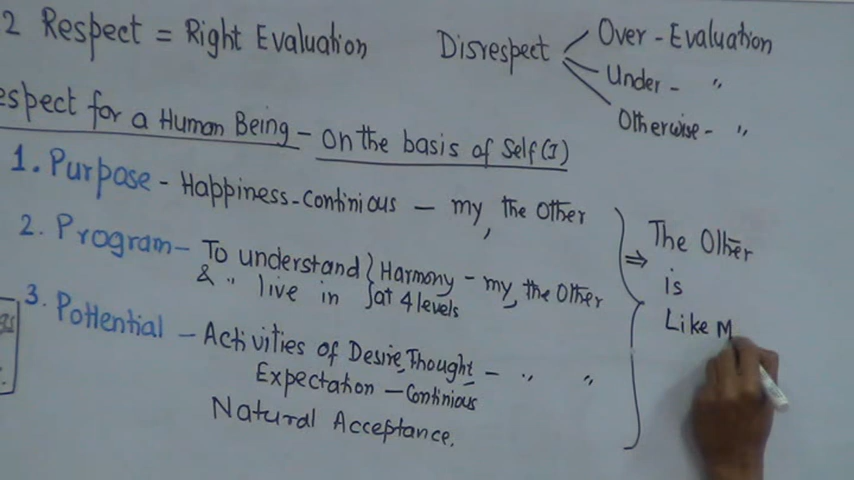 2 Respect = Right Evaluation
Disrespect
Over - Evaluation
Under - "
Otherwise - "
espect for a Human Being - on the basis of Self (I)
1. Purpose - Happiness - Continious - my, the other
2. Program - To understand } Harmony - my, the other
& " live in } at 4 levels
3. Pottential - Activities of Desire, Thought, - " "
Expectation - Continious
Natural Acceptance.
⇒ The Other
is
Like M